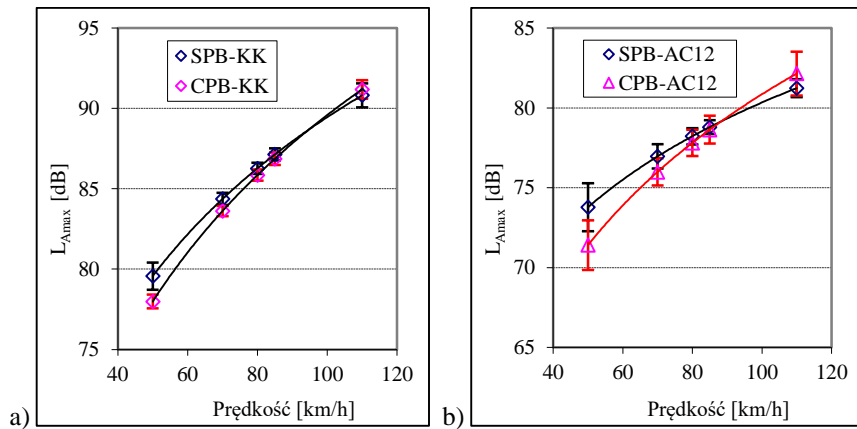 a)
L_Amax [dB]
95
90
85
80
75
SPB-KK
CPB-KK
40 60 80 100 120
Prędkość [km/h]
b)
L_Amax [dB]
85
80
75
70
65
SPB-AC12
CPB-AC12
40 60 80 100 120
Prędkość [km/h]